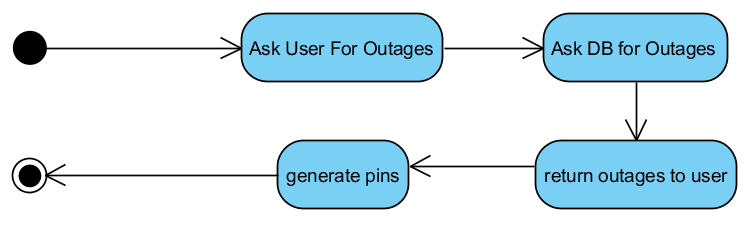 Ask User For Outages
Ask DB for Outages
generate pins
return outages to user